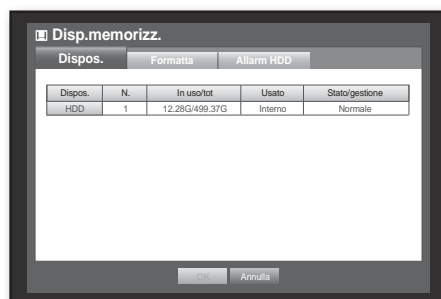 Disp.memorizz.
Dispos. Formatta Allarm HDD
Dispos. N. In uso/tot Usato Stato/gestione
HDD 1 12.28G/499.37G Interno Normale
OK Annulla